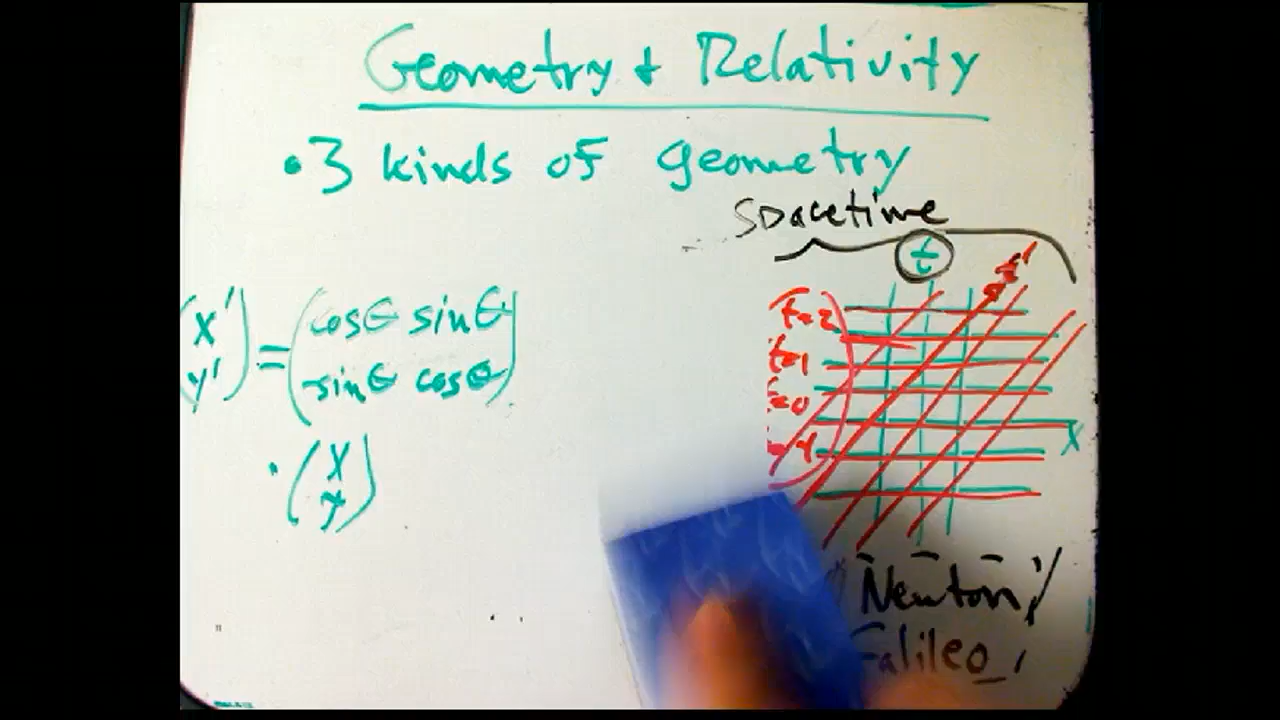 Geometry + Relativity
• 3 kinds of geometry
Spacetime
t
t'
t=2
t=1
=0
-1
x
(x' y') = (cosθ sinθ
-sinθ cosθ)
· (x y)
Newton /
Galileo